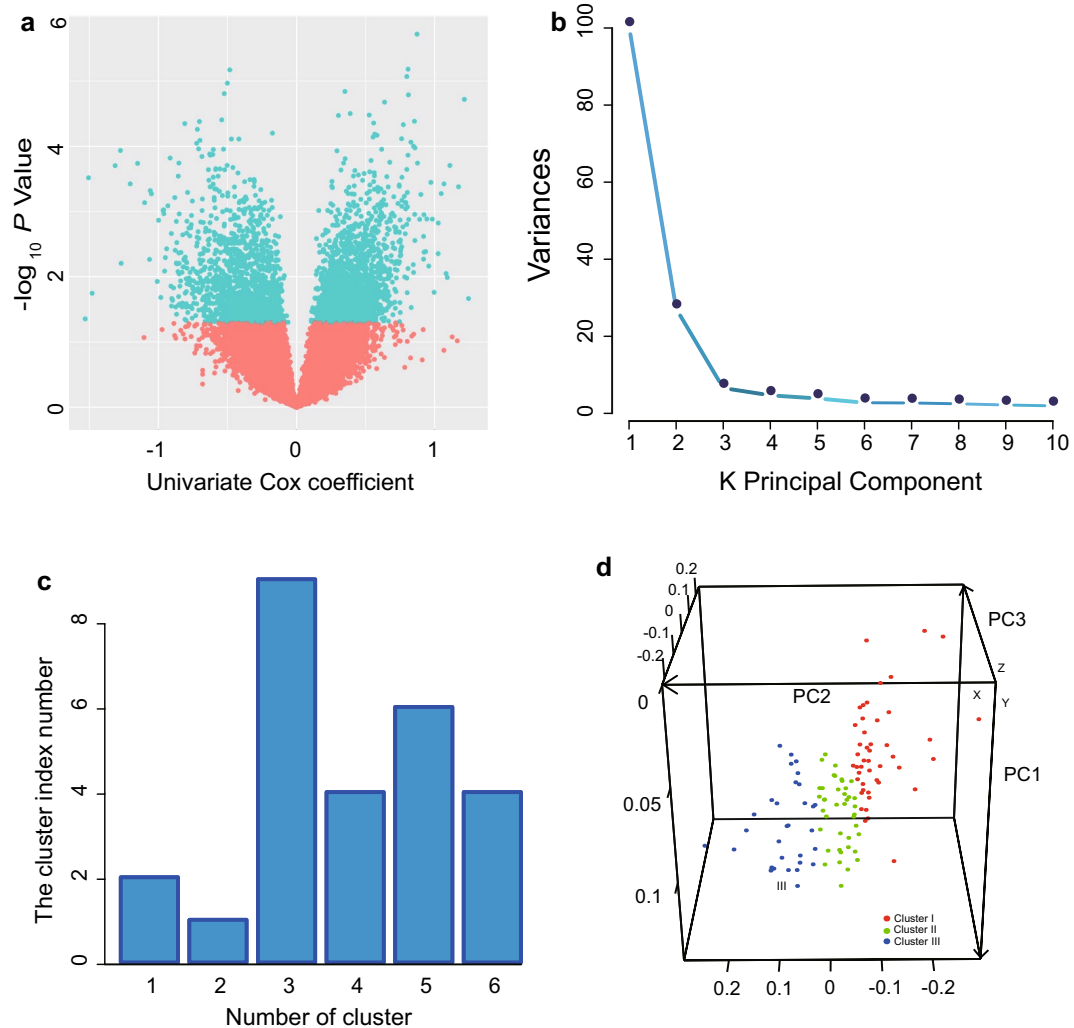 a
6
4
2
0
-log10 P Value
-1
0
1
Univariate Cox coefficient
b
100
80
60
40
20
0
Variances
1 2 3 4 5 6 7 8 9 10
K Principal Component
c
8
6
4
2
0
The cluster index number
1 2 3 4 5 6
Number of cluster
d
0.2
0.1
0
-0.1
-0.2
PC3
Z
X
Y
PC2
0
0.05
0.1
PC1
III
Cluster I
Cluster II
Cluster III
0.2 0.1 0 -0.1 -0.2